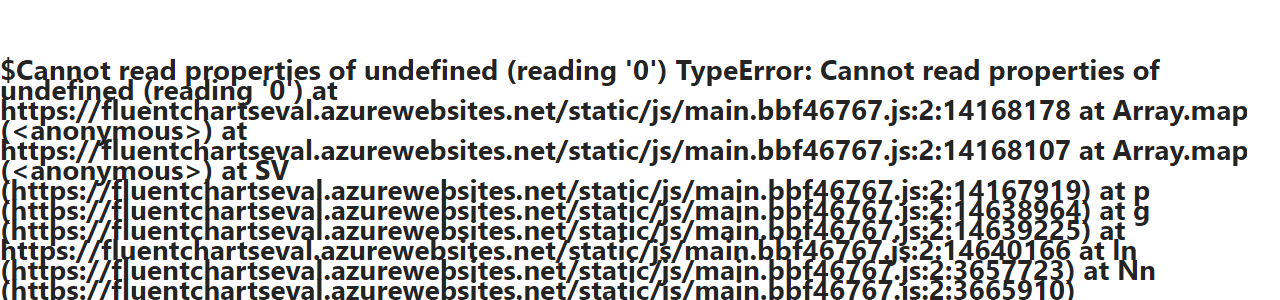 $Cannot read properties of undefined (reading '0') TypeError: Cannot read properties of
undefined (reading '0') at
https://fluentchartseval.azurewebsites.net/static/js/main.bbf46767.js:2:14168178 at Array.map
(<anonymous>) at
https://fluentchartseval.azurewebsites.net/static/js/main.bbf46767.js:2:14168107 at Array.map
(<anonymous>) at SV
(https://fluentchartseval.azurewebsites.net/static/js/main.bbf46767.js:2:14167919) at p
(https://fluentchartseval.azurewebsites.net/static/js/main.bbf46767.js:2:14638964) at g
(https://fluentchartseval.azurewebsites.net/static/js/main.bbf46767.js:2:14639225) at
https://fluentchartseval.azurewebsites.net/static/js/main.bbf46767.js:2:14640166 at ln
(https://fluentchartseval.azurewebsites.net/static/js/main.bbf46767.js:2:3657723) at Nn
(https://fluentchartseval.azurewebsites.net/static/js/main.bbf46767.js:2:3665910)